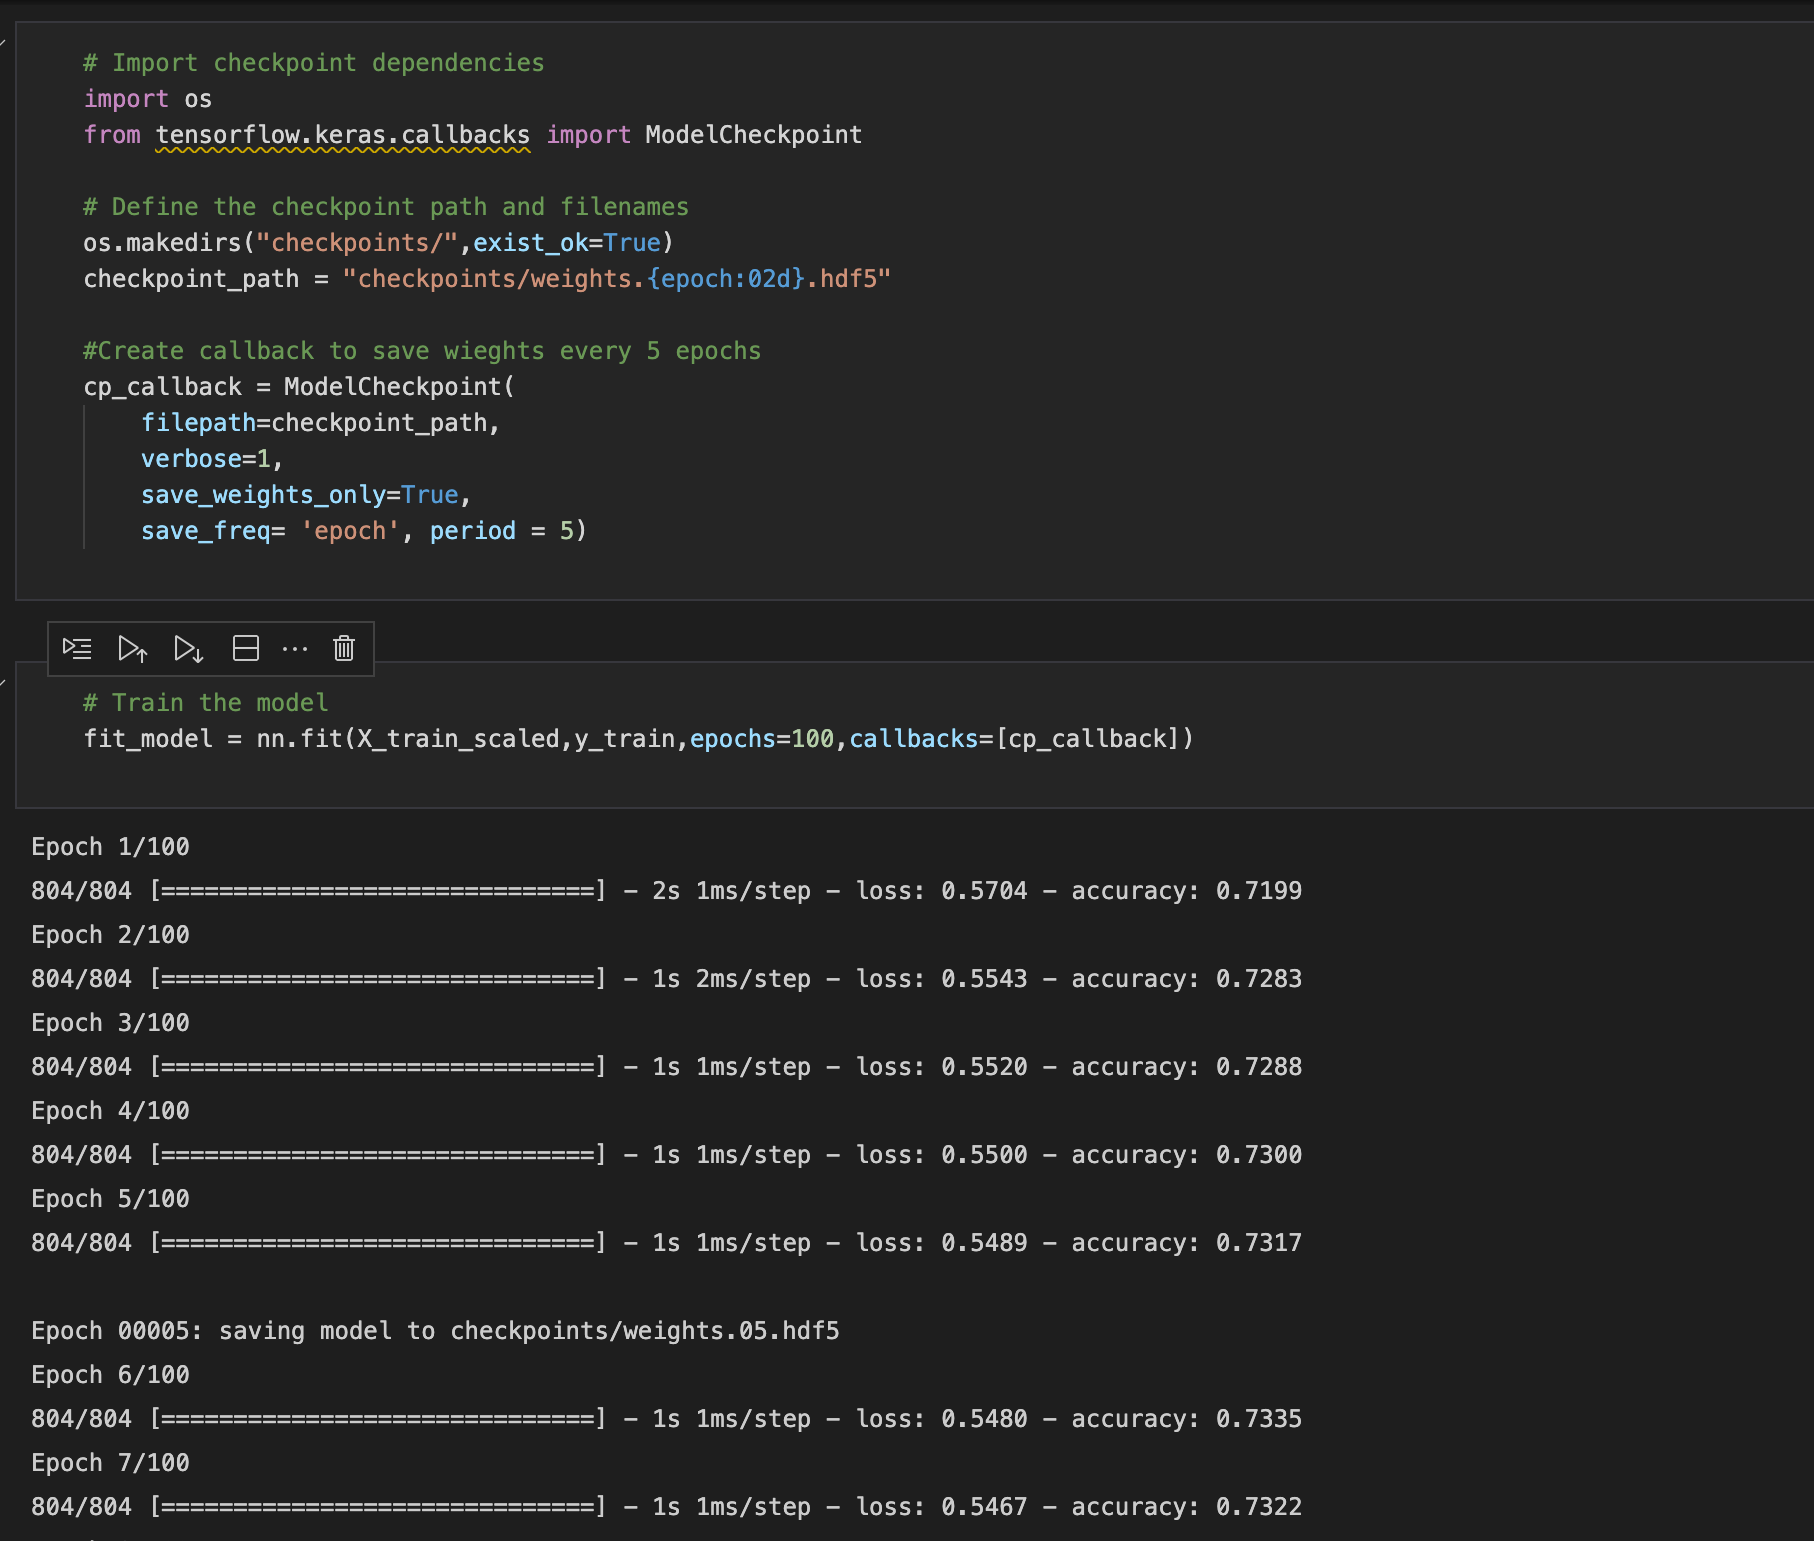 # Import checkpoint dependencies
import os
from tensorflow.keras.callbacks import ModelCheckpoint
# Define the checkpoint path and filenames
os.makedirs("checkpoints/",exist_ok=True)
checkpoint_path = "checkpoints/weights.{epoch:02d}.hdf5"
#Create callback to save wieghts every 5 epochs
cp_callback = ModelCheckpoint(
    filepath=checkpoint_path,
    verbose=1,
    save_weights_only=True,
    save_freq= 'epoch', period = 5)
# Train the model
fit_model = nn.fit(X_train_scaled,y_train,epochs=100,callbacks=[cp_callback])
Epoch 1/100
804/804 [==============================] - 2s 1ms/step - loss: 0.5704 - accuracy: 0.7199
Epoch 2/100
804/804 [==============================] - 1s 2ms/step - loss: 0.5543 - accuracy: 0.7283
Epoch 3/100
804/804 [==============================] - 1s 1ms/step - loss: 0.5520 - accuracy: 0.7288
Epoch 4/100
804/804 [==============================] - 1s 1ms/step - loss: 0.5500 - accuracy: 0.7300
Epoch 5/100
804/804 [==============================] - 1s 1ms/step - loss: 0.5489 - accuracy: 0.7317
Epoch 00005: saving model to checkpoints/weights.05.hdf5
Epoch 6/100
804/804 [==============================] - 1s 1ms/step - loss: 0.5480 - accuracy: 0.7335
Epoch 7/100
804/804 [==============================] - 1s 1ms/step - loss: 0.5467 - accuracy: 0.7322